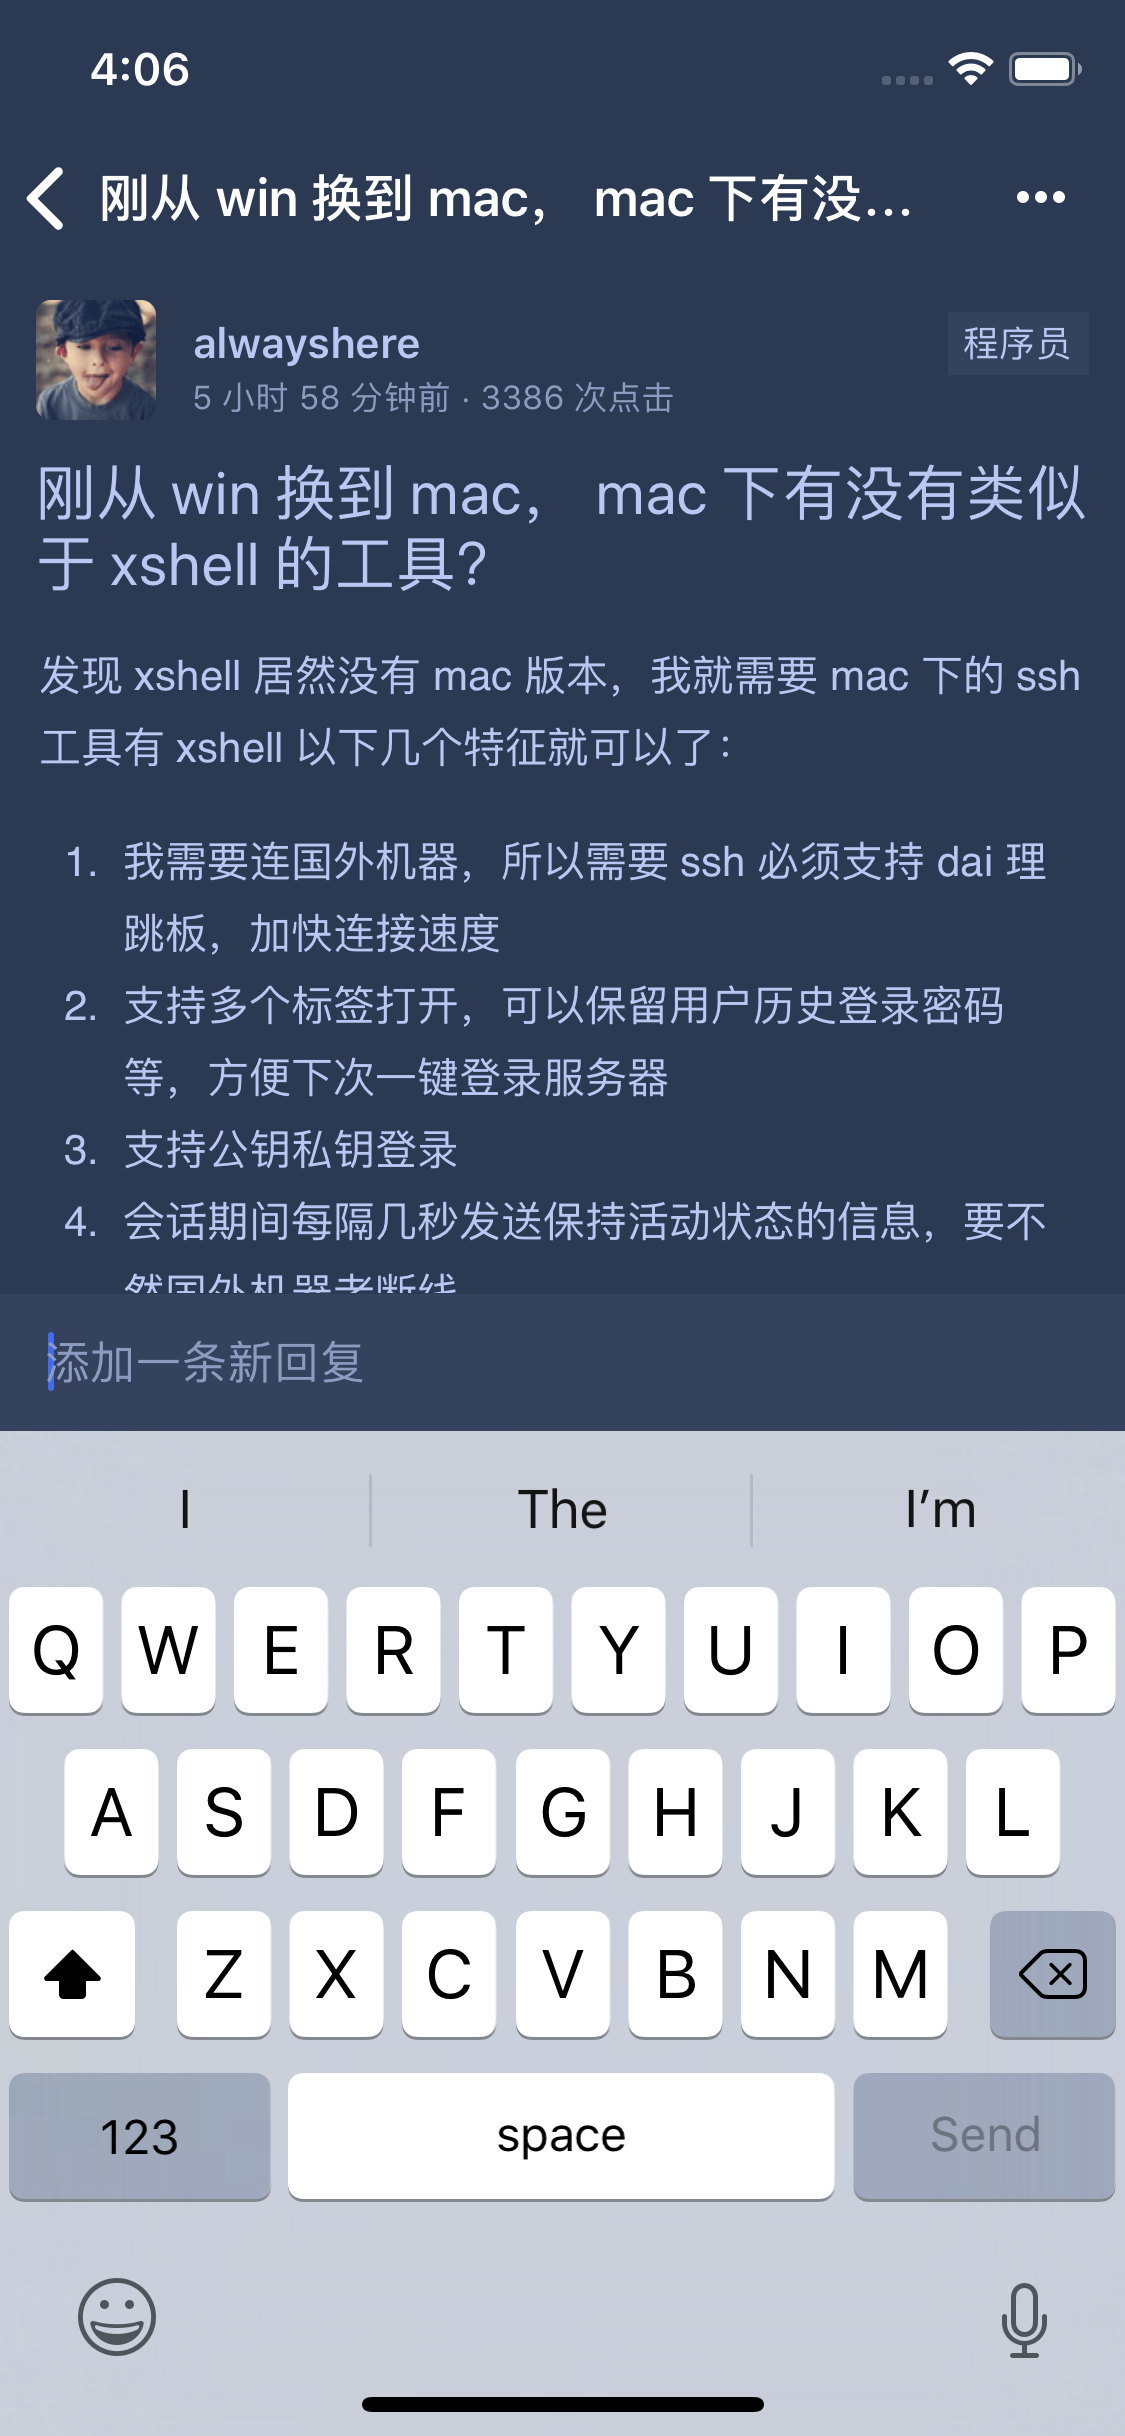 4:06
刚从 win 换到 mac， mac 下有没...
alwayshere
程序员
5 小时 58 分钟前 · 3386 次点击
刚从 win 换到 mac， mac 下有没有类似
于 xshell 的工具?
发现 xshell 居然没有 mac 版本，我就需要 mac 下的 ssh
工具有 xshell 以下几个特征就可以了：
1. 我需要连国外机器，所以需要 ssh 必须支持 dai 理
跳板，加快连接速度
2. 支持多个标签打开，可以保留用户历史登录密码
等，方便下次一键登录服务器
3. 支持公钥私钥登录
4. 会话期间每隔几秒发送保持活动状态的信息，要不
然国外机器老断线
添加一条新回复
I The I’m
Q W E R T Y U I O P
A S D F G H J K L
Z X C V B N M
123 space Send